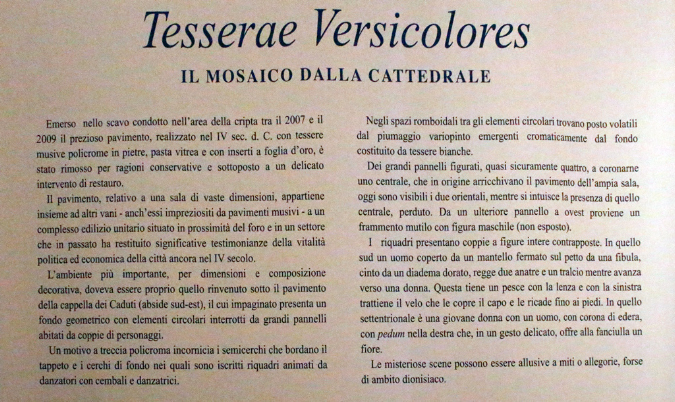 Tesserae Versicolores
IL MOSAICO DALLA CATTEDRALE
Emerso nello scavo condotto nell'area della cripta tra il 2007 e il
2009 il prezioso pavimento, realizzato nel IV sec. d. C. con tessere
musive policrome in pietre, pasta vitrea e con inserti a foglia d'oro, è
stato rimosso per ragioni conservative e sottoposto a un delicato
intervento di restauro.
Il pavimento, relativo a una sala di vaste dimensioni, appartiene
insieme ad altri vani - anch'essi impreziositi da pavimenti musivi - a un
complesso edilizio unitario situato in prossimità del foro e in un settore
che in passato ha restituito significative testimonianze della vitalità
politica ed economica della città ancora nel IV secolo.
L'ambiente più importante, per dimensioni e composizione
decorativa, doveva essere proprio quello rinvenuto sotto il pavimento
della cappella dei Caduti (abside sud-est), il cui impaginato presenta un
fondo geometrico con elementi circolari interrotti da grandi pannelli
abitati da coppie di personaggi.
Un motivo a treccia policroma incornicia i semicerchi che bordano il
tappeto e i cerchi di fondo nei quali sono iscritti riquadri animati da
danzatori con cembali e danzatrici.
Negli spazi romboidali tra gli elementi circolari trovano posto volatili
dal piumaggio variopinto emergenti cromaticamente dal fondo
costituito da tessere bianche.
Dei grandi pannelli figurati, quasi sicuramente quattro, a coronarne
uno centrale, che in origine arricchivano il pavimento dell'ampia sala,
oggi sono visibili i due orientali, mentre si intuisce la presenza di quello
centrale, perduto. Da un ulteriore pannello a ovest proviene un
frammento mutilo con figura maschile (non esposto).
I riquadri presentano coppie a figure intere contrapposte. In quello
sud un uomo coperto da un mantello fermato sul petto da una fibula,
cinto da un diadema dorato, regge due anatre e un tralcio mentre avanza
verso una donna. Questa tiene un pesce con la lenza e con la sinistra
trattiene il velo che le copre il capo e le ricade fino ai piedi. In quello
settentrionale è una giovane donna con un uomo, con corona di edera,
con pedum nella destra che, in un gesto delicato, offre alla fanciulla un
fiore.
Le misteriose scene possono essere allusive a miti o allegorie, forse
di ambito dionisiaco.